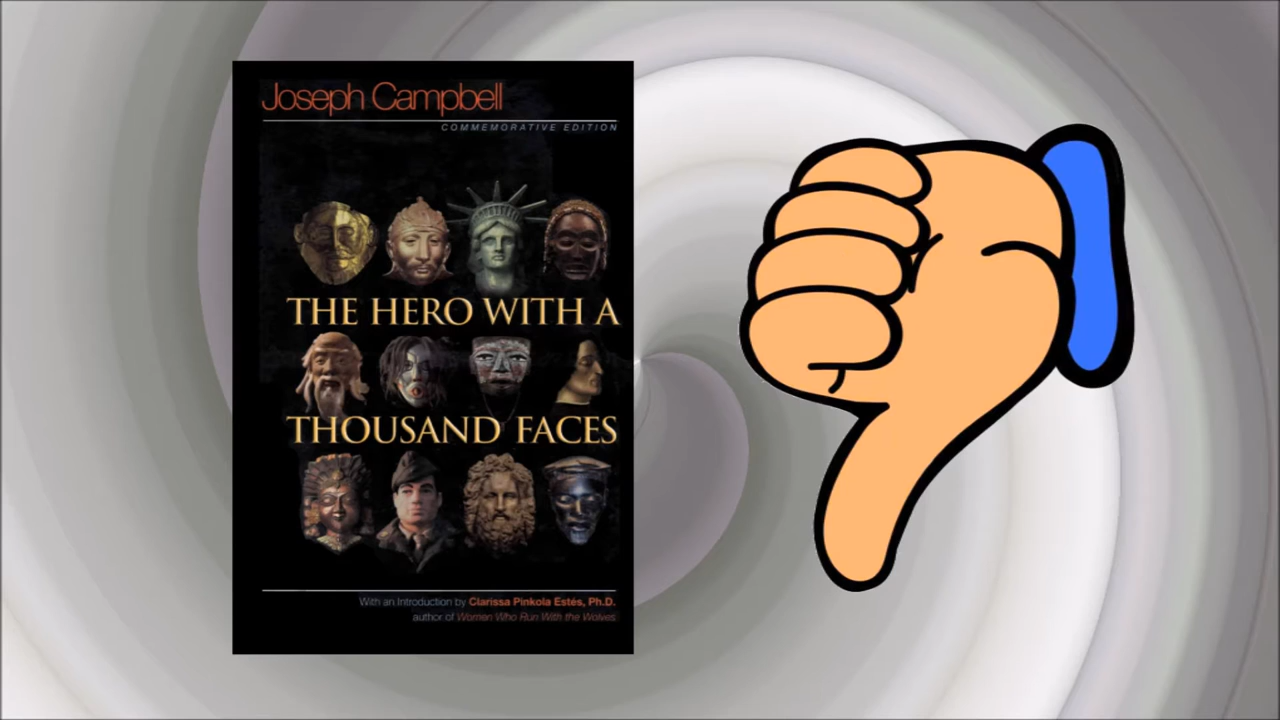 Joseph Campbell
COMMEMORATIVE EDITION
THE HERO WITH A
THOUSAND FACES
With an Introduction by Clarissa Pinkola Estés, Ph.D.
author of Women Who Run With the Wolves